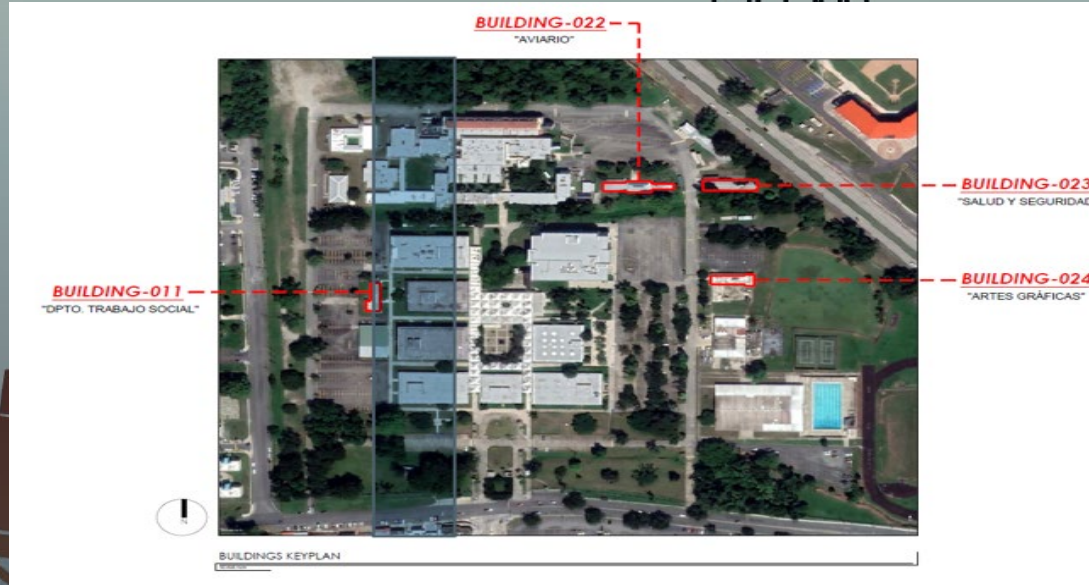 BUILDING-022
"AVIARIO"
BUILDING-023
"SALUD Y SEGURIDAD
BUILDING-011
"DPTO. TRABAJO SOCIAL"
BUILDING-024
"ARTES GRÁFICAS"
N
BUILDINGS KEYPLAN